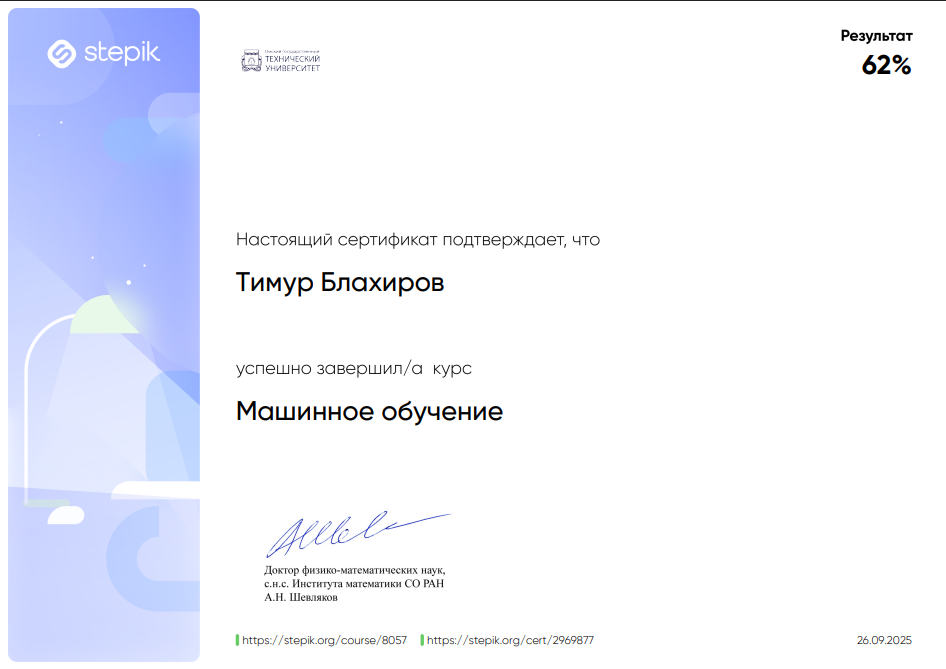 stepik
Омский государственный
ТЕХНИЧЕСКИЙ
УНИВЕРСИТЕТ
Результат
62%
Настоящий сертификат подтверждает, что
Тимур Блахиров
успешно завершил/а курс
Машинное обучение
Доктор физико-математических наук,
с.н.с. Института математики СО РАН
А.Н. Шевляков
https://stepik.org/course/8057
https://stepik.org/cert/2969877
26.09.2025